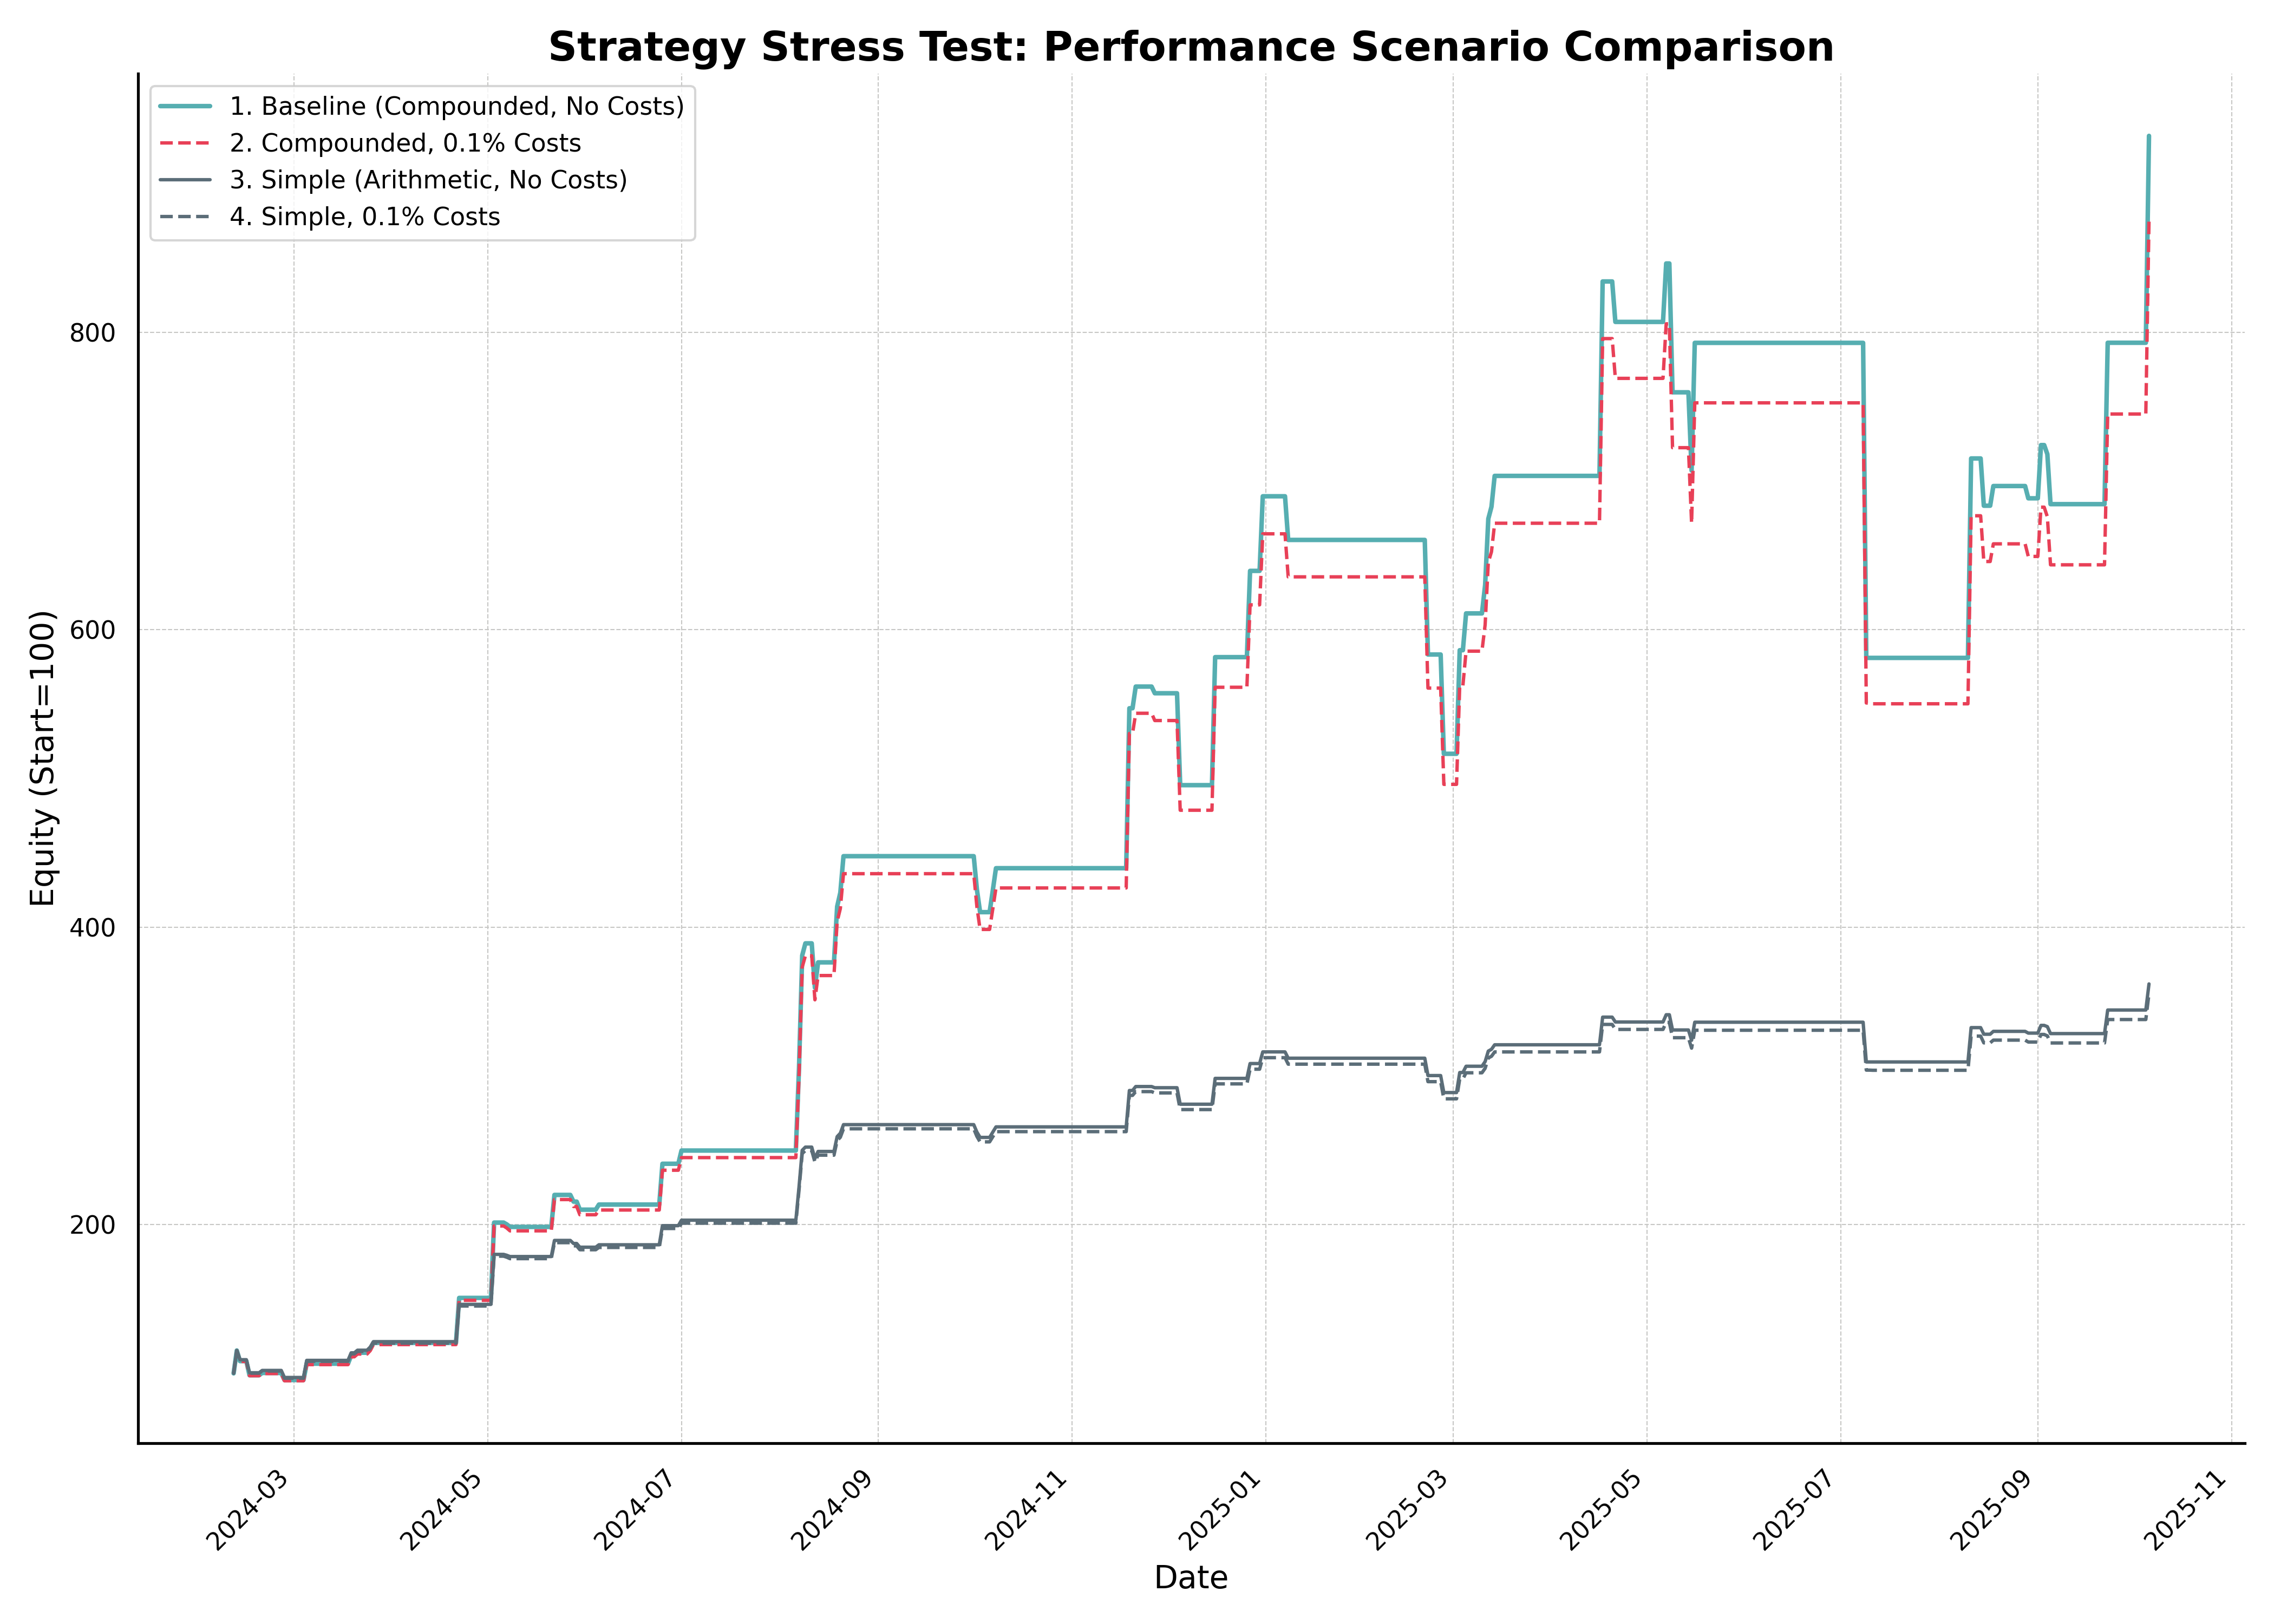 Strategy Stress Test: Performance Scenario Comparison
1. Baseline (Compounded, No Costs)
2. Compounded, 0.1% Costs
3. Simple (Arithmetic, No Costs)
4. Simple, 0.1% Costs
Equity (Start=100)
800
600
400
200
2024-03
2024-05
2024-07
2024-09
2024-11
2025-01
2025-03
2025-05
2025-07
2025-09
2025-11
Date